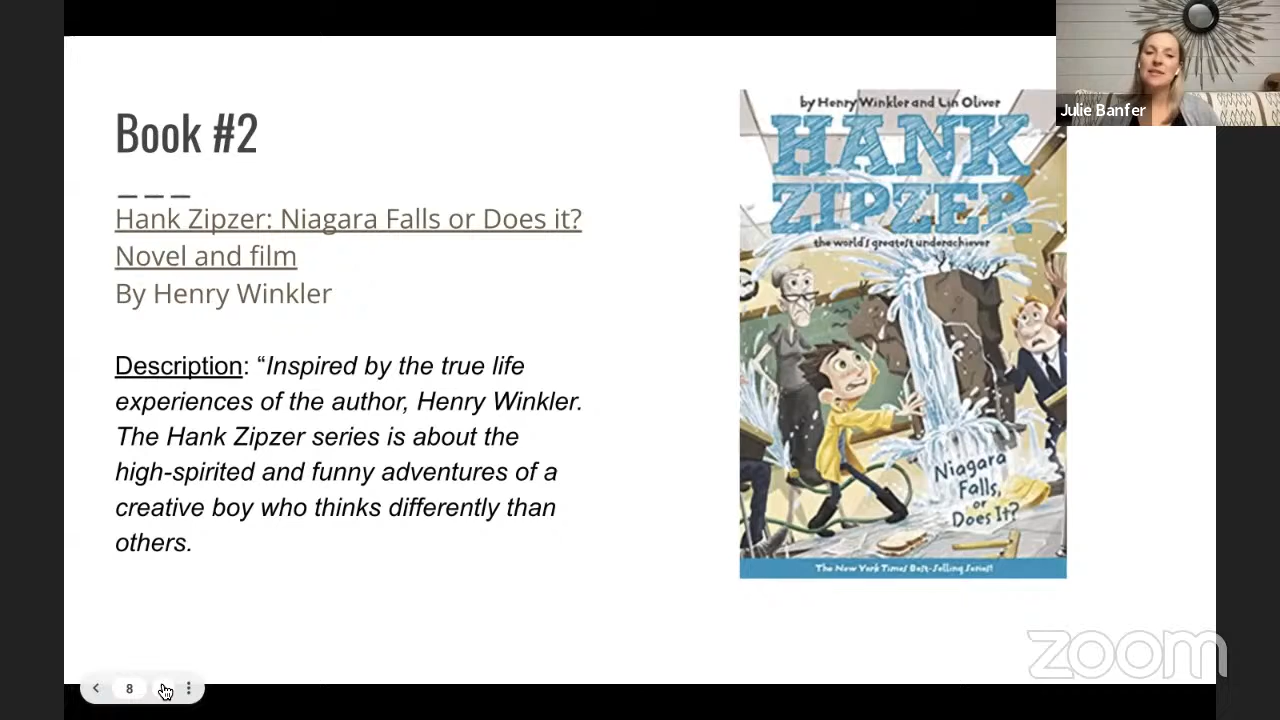 Book #2
Hank Zipzer: Niagara Falls or Does it?
Novel and film
By Henry Winkler
Description: “Inspired by the true life
experiences of the author, Henry Winkler.
The Hank Zipzer series is about the
high-spirited and funny adventures of a
creative boy who thinks differently than
others.
by Henry Winkler and Lin Oliver
HANK
ZIPZER
the world's greatest underachiever
Niagara
Falls,
or
Does It?
The New York Times Best-Selling Series!
Julie Banfer
zoom
8